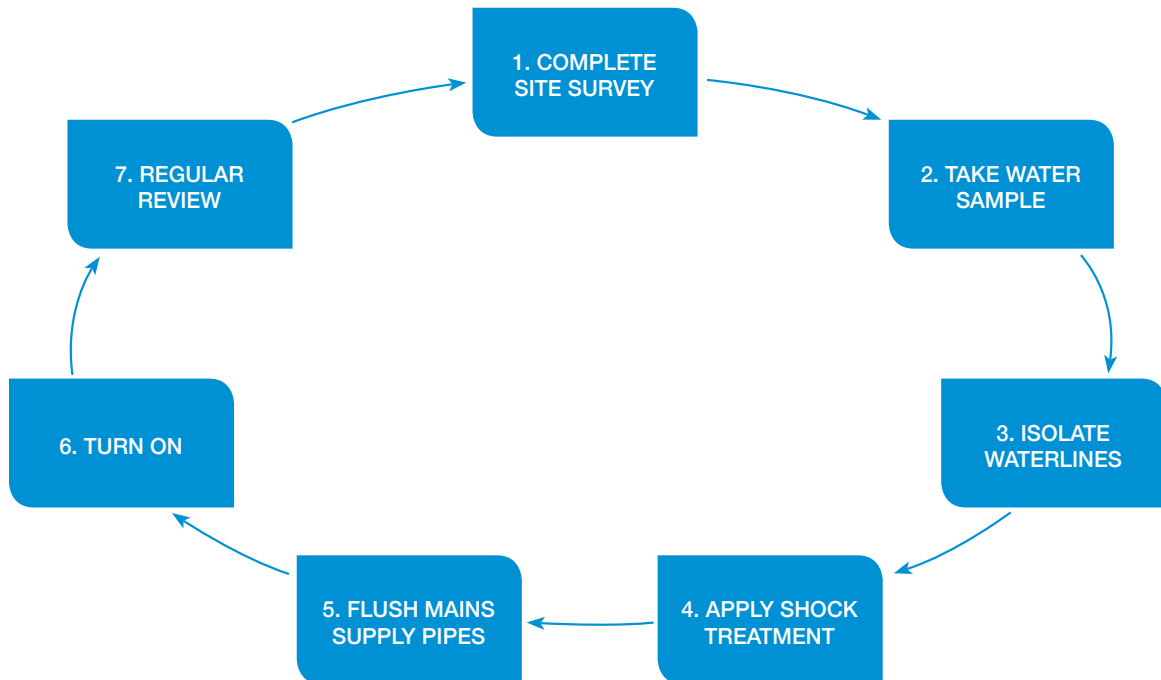 1. COMPLETE
SITE SURVEY
2. TAKE WATER
SAMPLE
3. ISOLATE
WATERLINES
4. APPLY SHOCK
TREATMENT
5. FLUSH MAINS
SUPPLY PIPES
6. TURN ON
7. REGULAR
REVIEW